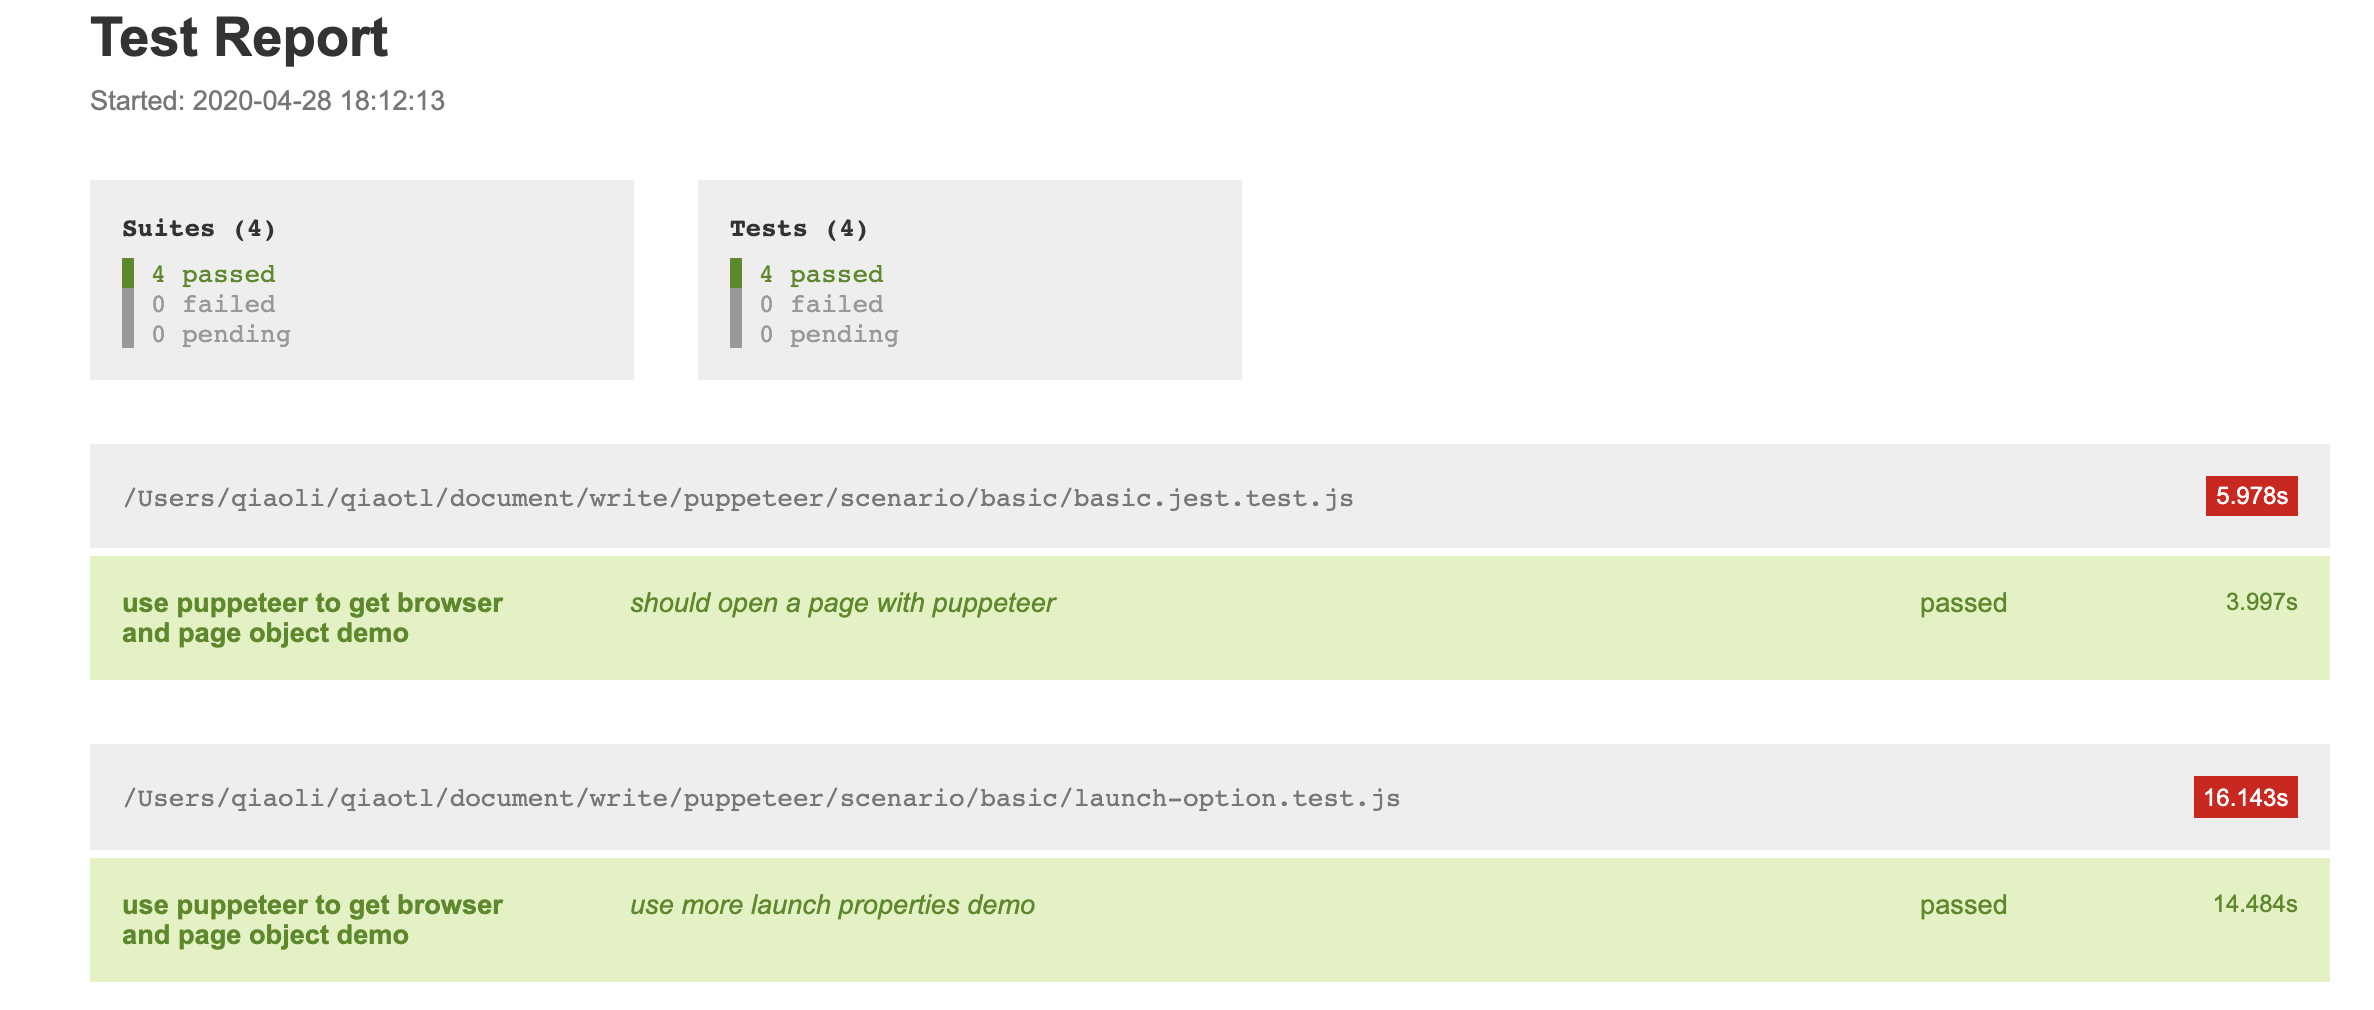 Test Report
Started: 2020-04-28 18:12:13
Suites (4)
4 passed
0 failed
0 pending
Tests (4)
4 passed
0 failed
0 pending
/Users/qiaoli/qiaotl/document/write/puppeteer/scenario/basic/basic.jest.test.js 5.978s
use puppeteer to get browser should open a page with puppeteer passed 3.997s
and page object demo
/Users/qiaoli/qiaotl/document/write/puppeteer/scenario/basic/launch-option.test.js 16.143s
use puppeteer to get browser use more launch properties demo passed 14.484s
and page object demo